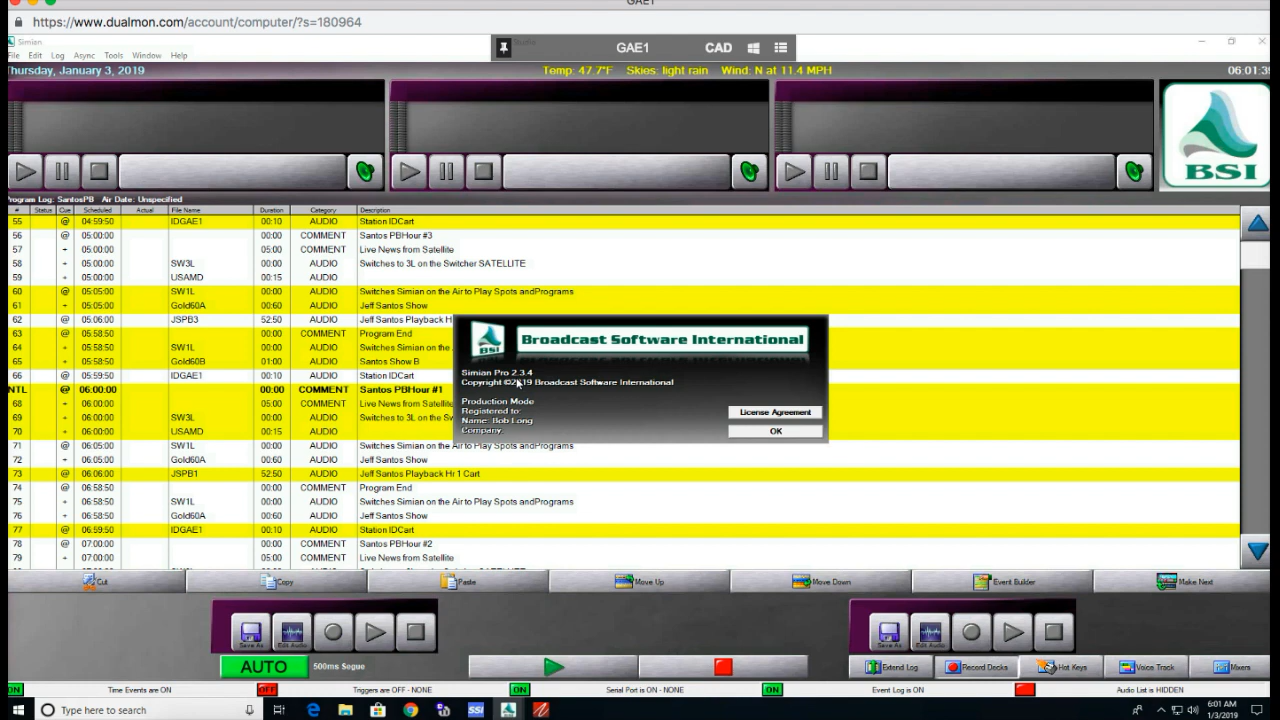 GAE1
https://www.dualmon.com/account/computer/?s=180964
Simian
GAE1 CAD
File Edit Log Async Tools Window Help
Thursday, January 3, 2019 Temp: 47.7°F Skies: light rain Wind: N at 11.4 MPH 06:01:39
BSI
Program Log: SantosPB Air Date: Unspecified
# Status Cue Scheduled Actual File Name Duration Category Description
55 @ 04:59:50 IDGAE1 00:10 AUDIO Station IDCart
56 @ 05:00:00 00:00 COMMENT Santos PBHour #3
57 + 05:00:00 05:00 COMMENT Live News from Satellite
58 + 05:00:00 SW3L 00:00 AUDIO Switches to 3L on the Switcher SATELLITE
59 + 05:00:00 USAMD 00:15 AUDIO
60 @ 05:05:00 SW1L 00:00 AUDIO Switches Simian on the Air to Play Spots andPrograms
61 + 05:05:00 Gold60A 00:60 AUDIO Jeff Santos Show
62 @ 05:06:00 JSPB3 52:50 AUDIO Jeff Santos Playback H
63 @ 05:58:50 00:00 COMMENT Program End
64 + 05:58:50 SW1L 00:00 AUDIO Switches Simian on the
65 + 05:58:50 Gold60B 01:00 AUDIO Santos Show B
66 @ 05:59:50 IDGAE1 00:10 AUDIO Station IDCart
NTL @ 06:00:00 00:00 COMMENT Santos PBHour #1
68 + 06:00:00 05:00 COMMENT Live News from Satellite
69 + 06:00:00 SW3L 00:00 AUDIO Switches to 3L on the Sw
70 + 06:00:00 USAMD 00:15 AUDIO
71 @ 06:05:00 SW1L 00:00 AUDIO Switches Simian on the Air to Play Spots andPrograms
72 + 06:05:00 Gold60A 00:60 AUDIO Jeff Santos Show
73 @ 06:06:00 JSPB1 52:50 AUDIO Jeff Santos Playback Hr 1 Cart
74 @ 06:58:50 00:00 COMMENT Program End
75 + 06:58:50 SW1L 00:00 AUDIO Switches Simian on the Air to Play Spots andPrograms
76 + 06:58:50 Gold60A 00:60 AUDIO Jeff Santos Show
77 @ 06:59:50 IDGAE1 00:10 AUDIO Station IDCart
78 @ 07:00:00 00:00 COMMENT Santos PBHour #2
79 + 07:00:00 05:00 COMMENT Live News from Satellite
BSI Broadcast Software International
Simian Pro 2.3.4
Copyright ©2019 Broadcast Software International
Production Mode
Registered to:
Name: Bob Long
Company:
License Agreement
OK
Cut Copy Paste Move Up Move Down Event Builder Make Next
Save As Edit Audio Save As Edit Audio
AUTO 500ms Segue Extend Log Record Decks Hot Keys Voice Track Mixers
ON Time Events are ON OFF Triggers are OFF - NONE ON Serial Port is ON - NONE ON Event Log is ON Audio List is HIDDEN
Type here to search SSI 6:01 AM
1/3/2019